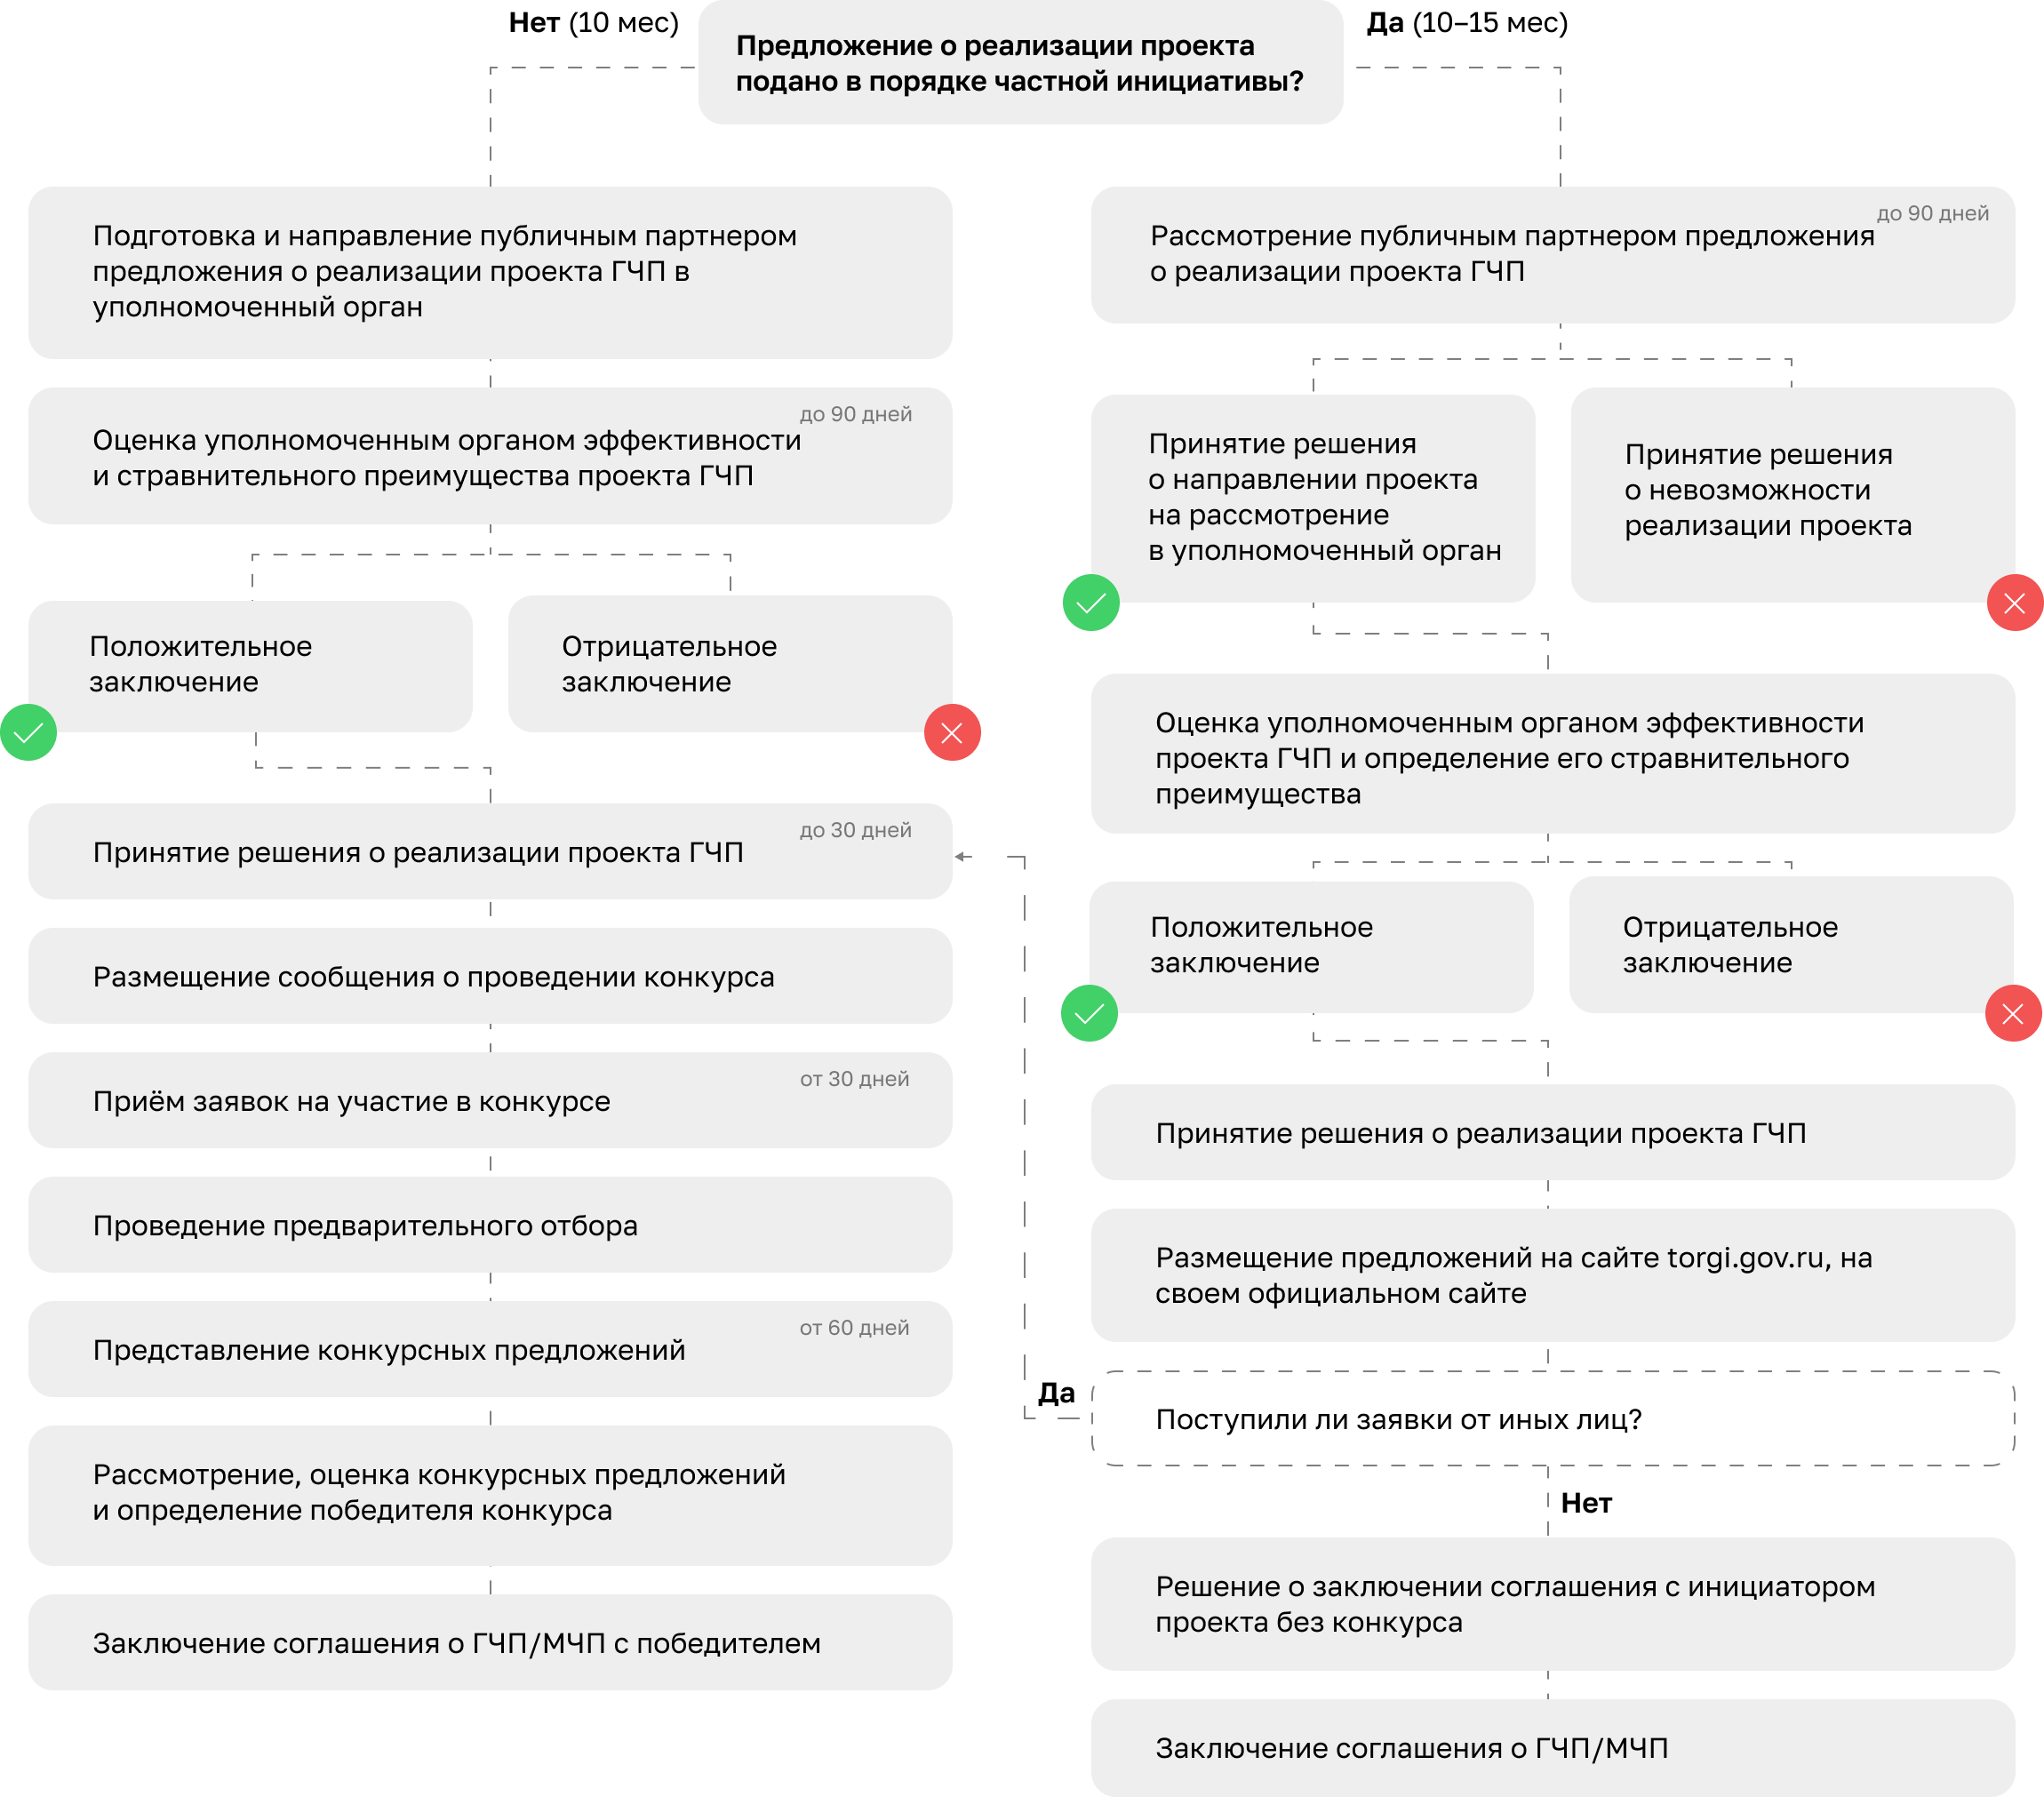 Нет (10 мес)
Предложение о реализации проекта
подано в порядке частной инициативы?
Да (10–15 мес)
Подготовка и направление публичным партнером
предложения о реализации проекта ГЧП в
уполномоченный орган
до 90 дней
Оценка уполномоченным органом эффективности
и стравнительного преимущества проекта ГЧП
Положительное
заключение
Отрицательное
заключение
до 30 дней
Принятие решения о реализации проекта ГЧП
Размещение сообщения о проведении конкурса
от 30 дней
Приём заявок на участие в конкурсе
Проведение предварительного отбора
от 60 дней
Представление конкурсных предложений
Рассмотрение, оценка конкурсных предложений
и определение победителя конкурса
Заключение соглашения о ГЧП/МЧП с победителем
до 90 дней
Рассмотрение публичным партнером предложения
о реализации проекта ГЧП
Принятие решения
о направлении проекта
на рассмотрение
в уполномоченный орган
Принятие решения
о невозможности
реализации проекта
Оценка уполномоченным органом эффективности
проекта ГЧП и определение его стравнительного
преимущества
Положительное
заключение
Отрицательное
заключение
Принятие решения о реализации проекта ГЧП
Размещение предложений на сайте torgi.gov.ru, на
своем официальном сайте
Да
Поступили ли заявки от иных лиц?
Нет
Решение о заключении соглашения с инициатором
проекта без конкурса
Заключение соглашения о ГЧП/МЧП